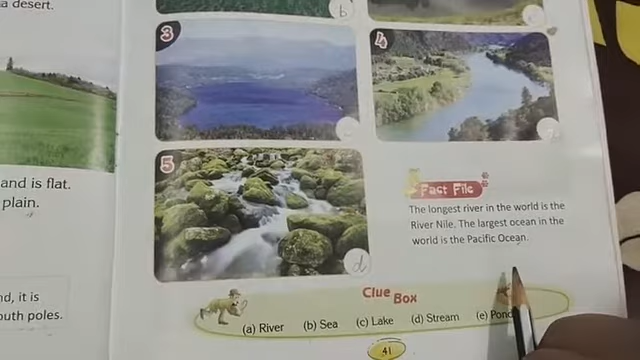 a desert.
and is flat.
plain.
nd, it is
outh poles.
b
3
4
5
d
Fact File
The longest river in the world is the
River Nile. The largest ocean in the
world is the Pacific Ocean.
Clue Box
(a) River (b) Sea (c) Lake (d) Stream (e) Pond
41